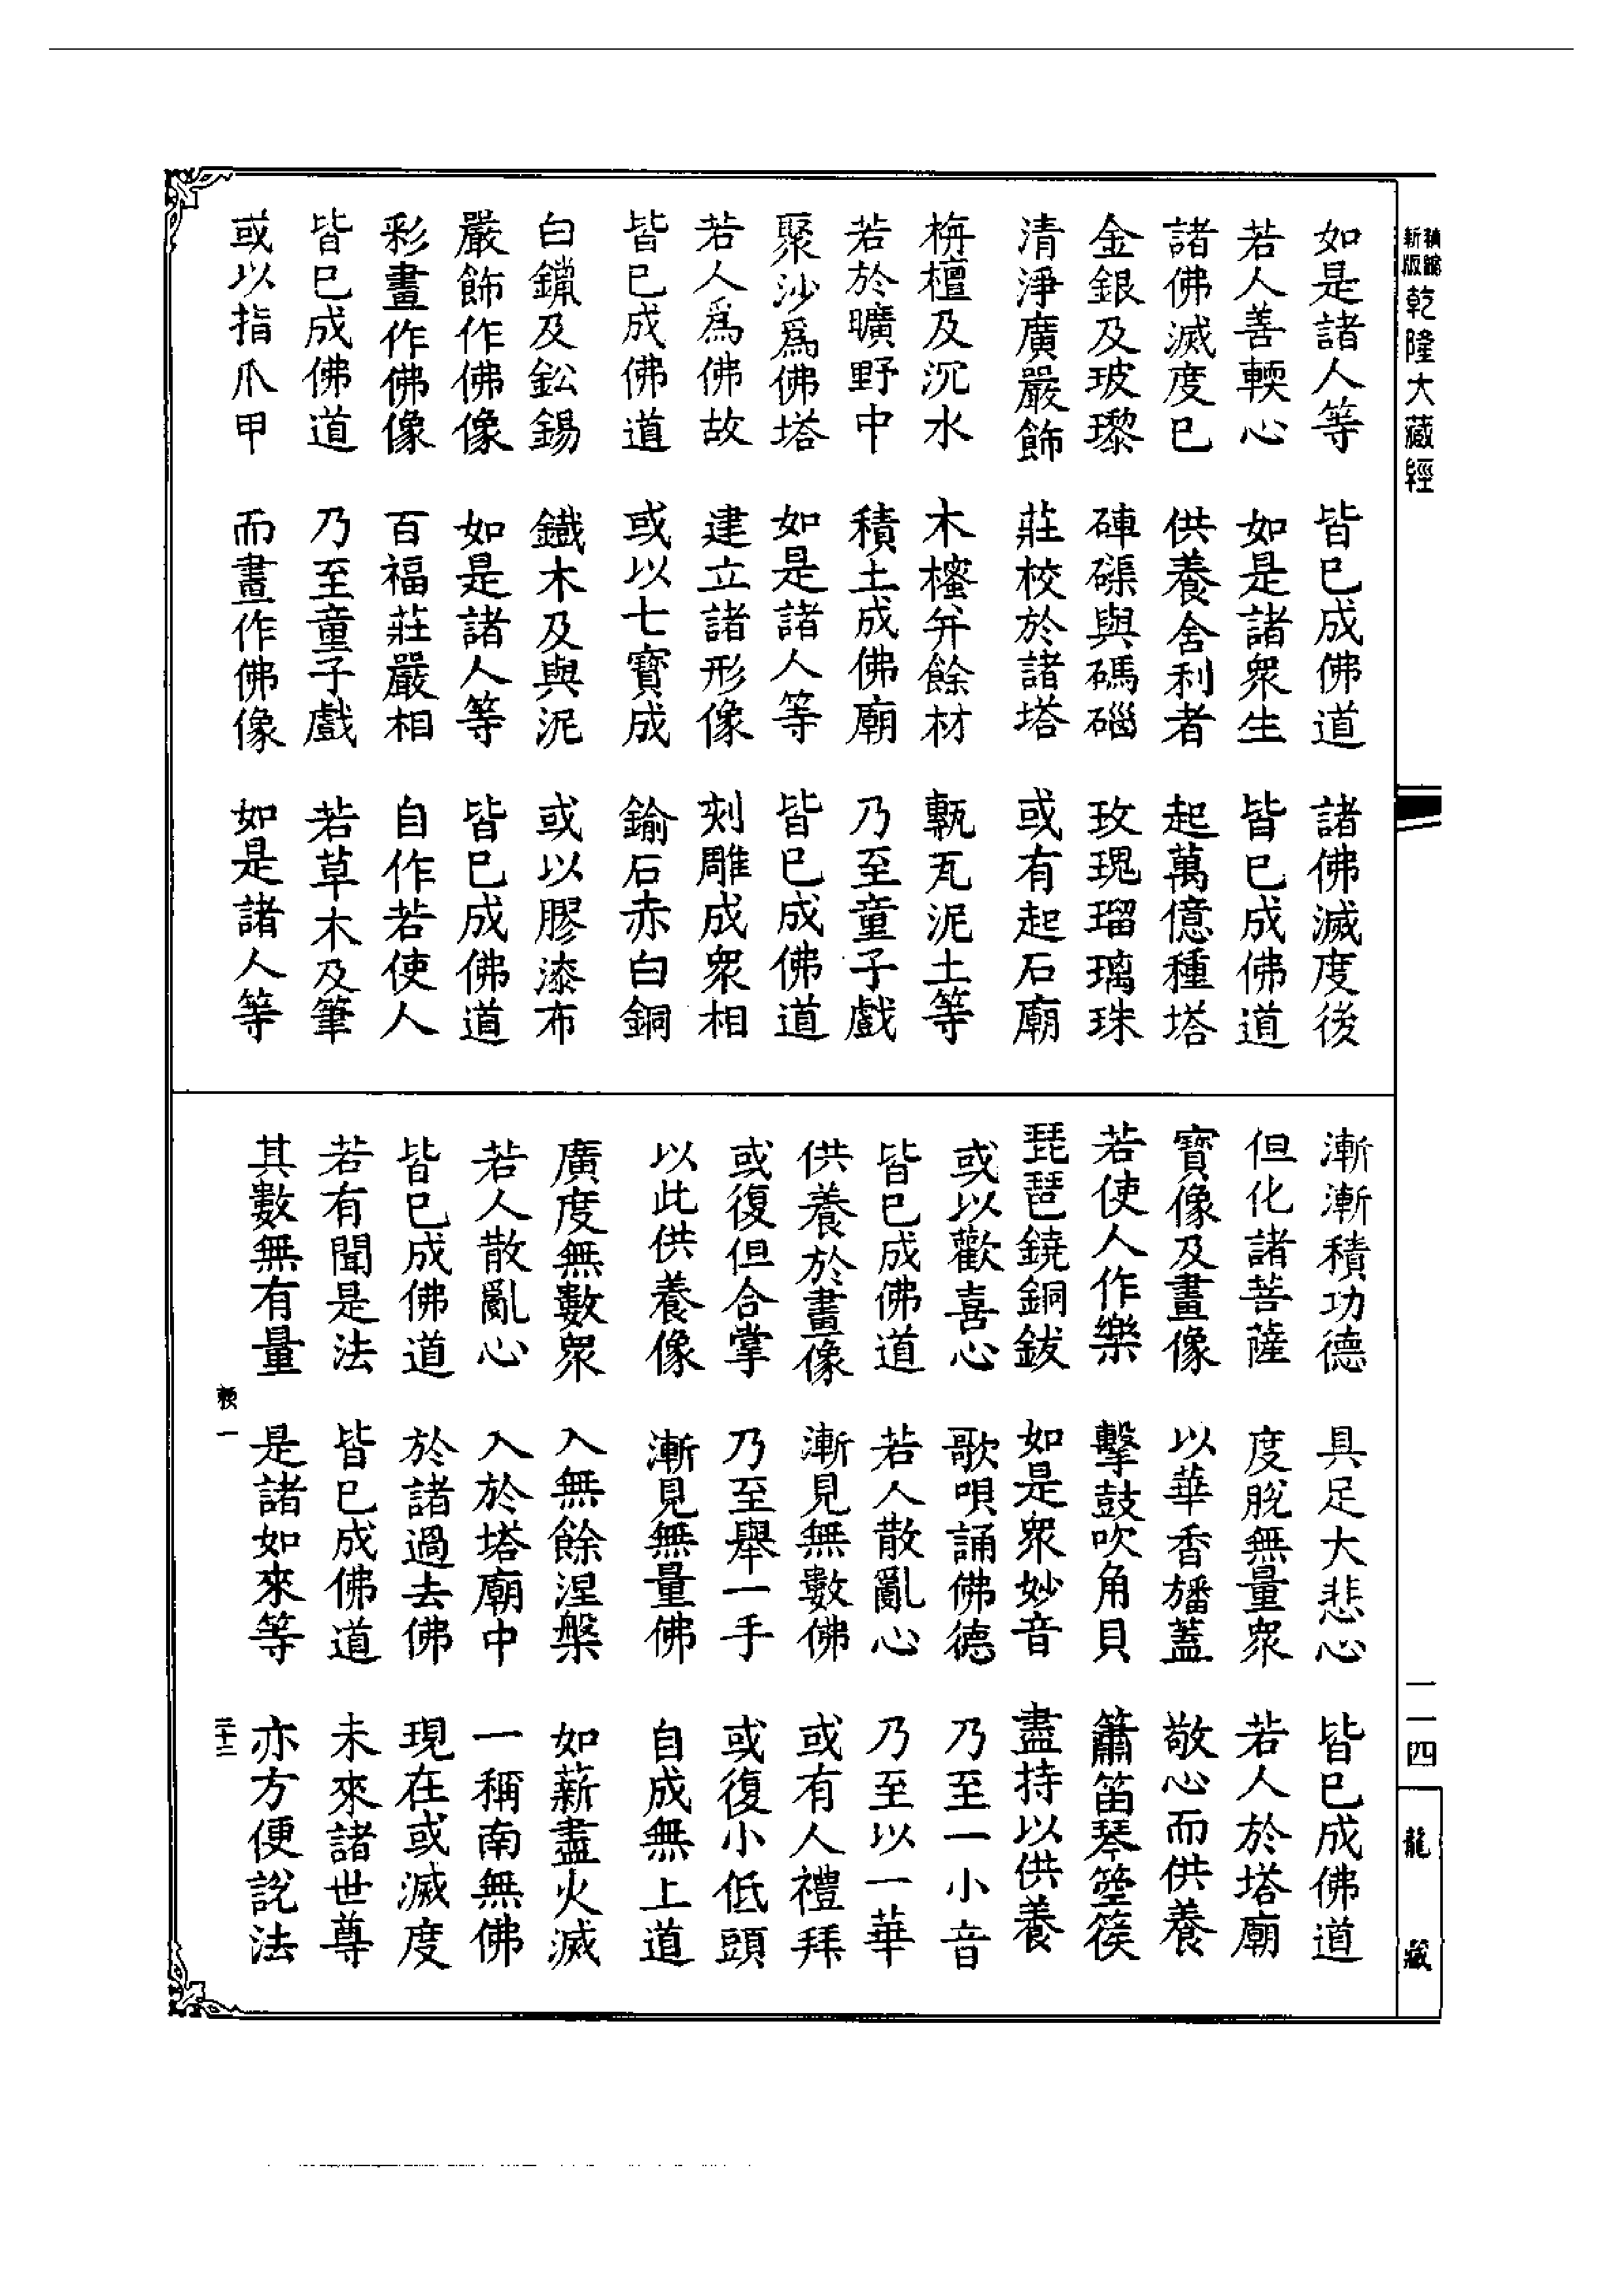 新版乾隆大藏經
如是諸人等　皆已成佛道　諸佛滅度後
若人善輭心　如是諸衆生　皆已成佛道
諸佛滅度已　供養舍利者　起萬億種塔
金銀及玻瓈　硨磲與碼碯　玫瑰瑠璃珠
清淨廣嚴飾　莊校於諸塔　或有起石廟
栴檀及沉水　木櫁并餘材　甎瓦泥土等
若於曠野中　積土成佛廟　乃至童子戲
聚沙爲佛塔　如是諸人等　皆已成佛道
若人爲佛故　建立諸形像　刻雕成衆相
皆已成佛道　或以七寶成　鍮石赤白銅
白鑞及鈆錫　鐵木及與泥　或以膠漆布
嚴飾作佛像　如是諸人等　皆已成佛道
彩畫作佛像　百福莊嚴相　自作若使人
皆已成佛道　乃至童子戲　若草木及筆
或以指爪甲　而畫作佛像　如是諸人等
漸漸積功德　具足大悲心　皆已成佛道
但化諸菩薩　度脫無量衆　若人於塔廟
寶像及畫像　以華香旛蓋　敬心而供養
若使人作樂　擊鼓吹角貝　簫笛琴箜篌
琵琶鐃銅鈸　如是衆妙音　盡持以供養
或以歡喜心　歌唄誦佛德　乃至一小音
皆已成佛道　若人散亂心　乃至以一華
供養於畫像　漸見無數佛　或有人禮拜
或復但合掌　乃至舉一手　或復小低頭
以此供養像　漸見無量佛　自成無上道
廣度無數衆　入無餘涅槃　如薪盡火滅
若人散亂心　入於塔廟中　一稱南無佛
皆已成佛道　於諸過去佛　現在或滅度
若有聞是法　皆已成佛道　未來諸世尊
其數無有量　是諸如來等　亦方便說法
一一四
龍藏